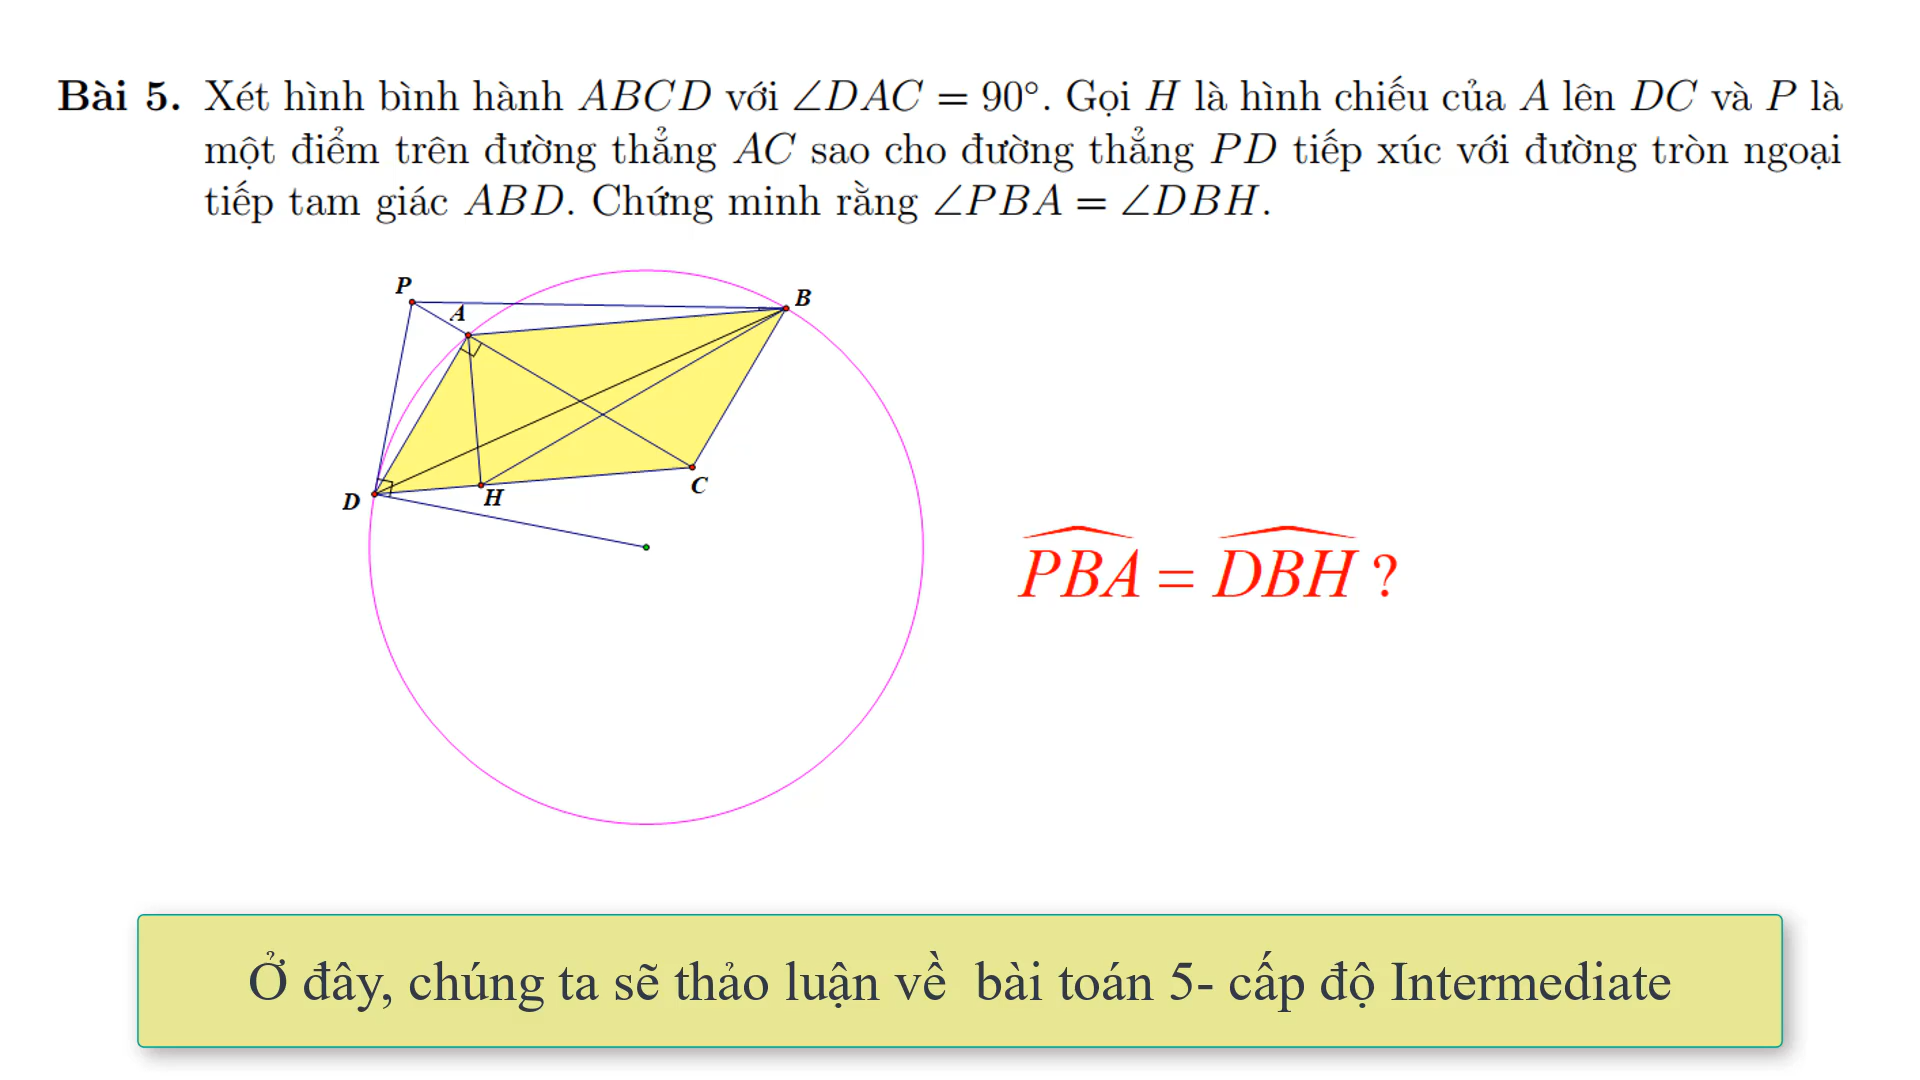 Bài 5. Xét hình bình hành ABCD với ∠DAC = 90°. Gọi H là hình chiếu của A lên DC và P là
một điểm trên đường thẳng AC sao cho đường thẳng PD tiếp xúc với đường tròn ngoại
tiếp tam giác ABD. Chứng minh rằng ∠PBA = ∠DBH.
P
B
A
C
D
H
\widehat{PBA} = \widehat{DBH} ?
Ở đây, chúng ta sẽ thảo luận về bài toán 5- cấp độ Intermediate